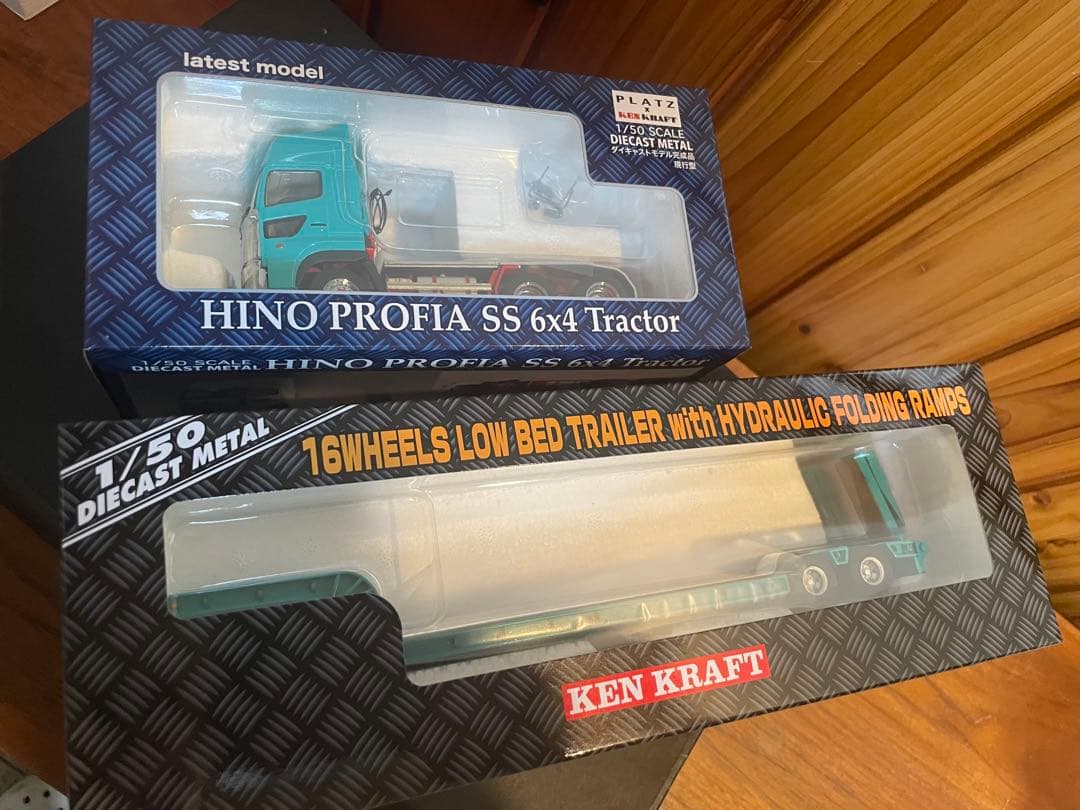 latest model
PLATZ
x
KEN KRAFT
1/50 SCALE
DIECAST METAL
ダイキャストモデル完成品
現行型
HINO PROFIA SS 6x4 Tractor
1/50 SCALE
DIECAST METAL HINO PROFIA SS 6x4 Tractor
1/50
DIECAST METAL
16WHEELS LOW BED TRAILER with HYDRAULIC FOLDING RAMPS
KEN KRAFT